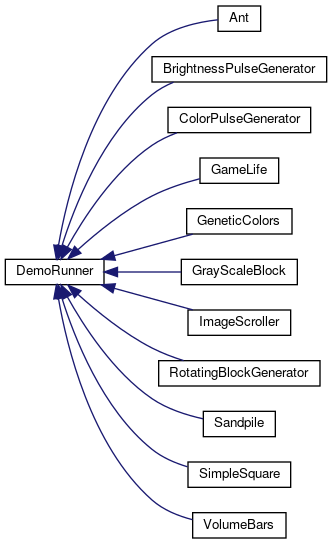 Ant
BrightnessPulseGenerator
ColorPulseGenerator
GameLife
GeneticColors
DemoRunner
GrayScaleBlock
ImageScroller
RotatingBlockGenerator
Sandpile
SimpleSquare
VolumeBars